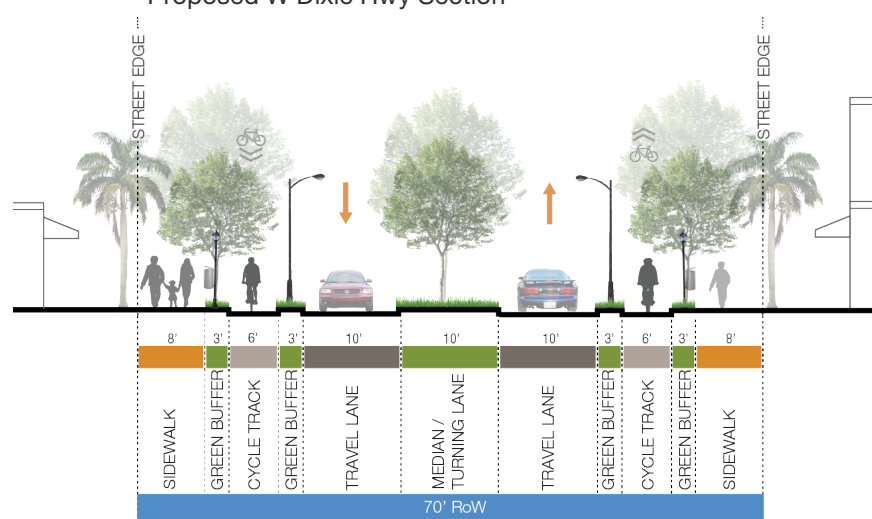 Proposed W Dixie Hwy Section
STREET EDGE
STREET EDGE
8'
3'
6'
3'
10'
10'
10'
3'
6'
3'
8'
SIDEWALK
GREEN BUFFER
CYCLE TRACK
GREEN BUFFER
TRAVEL LANE
MEDIAN /
TURNING LANE
TRAVEL LANE
GREEN BUFFER
CYCLE TRACK
GREEN BUFFER
SIDEWALK
70' RoW